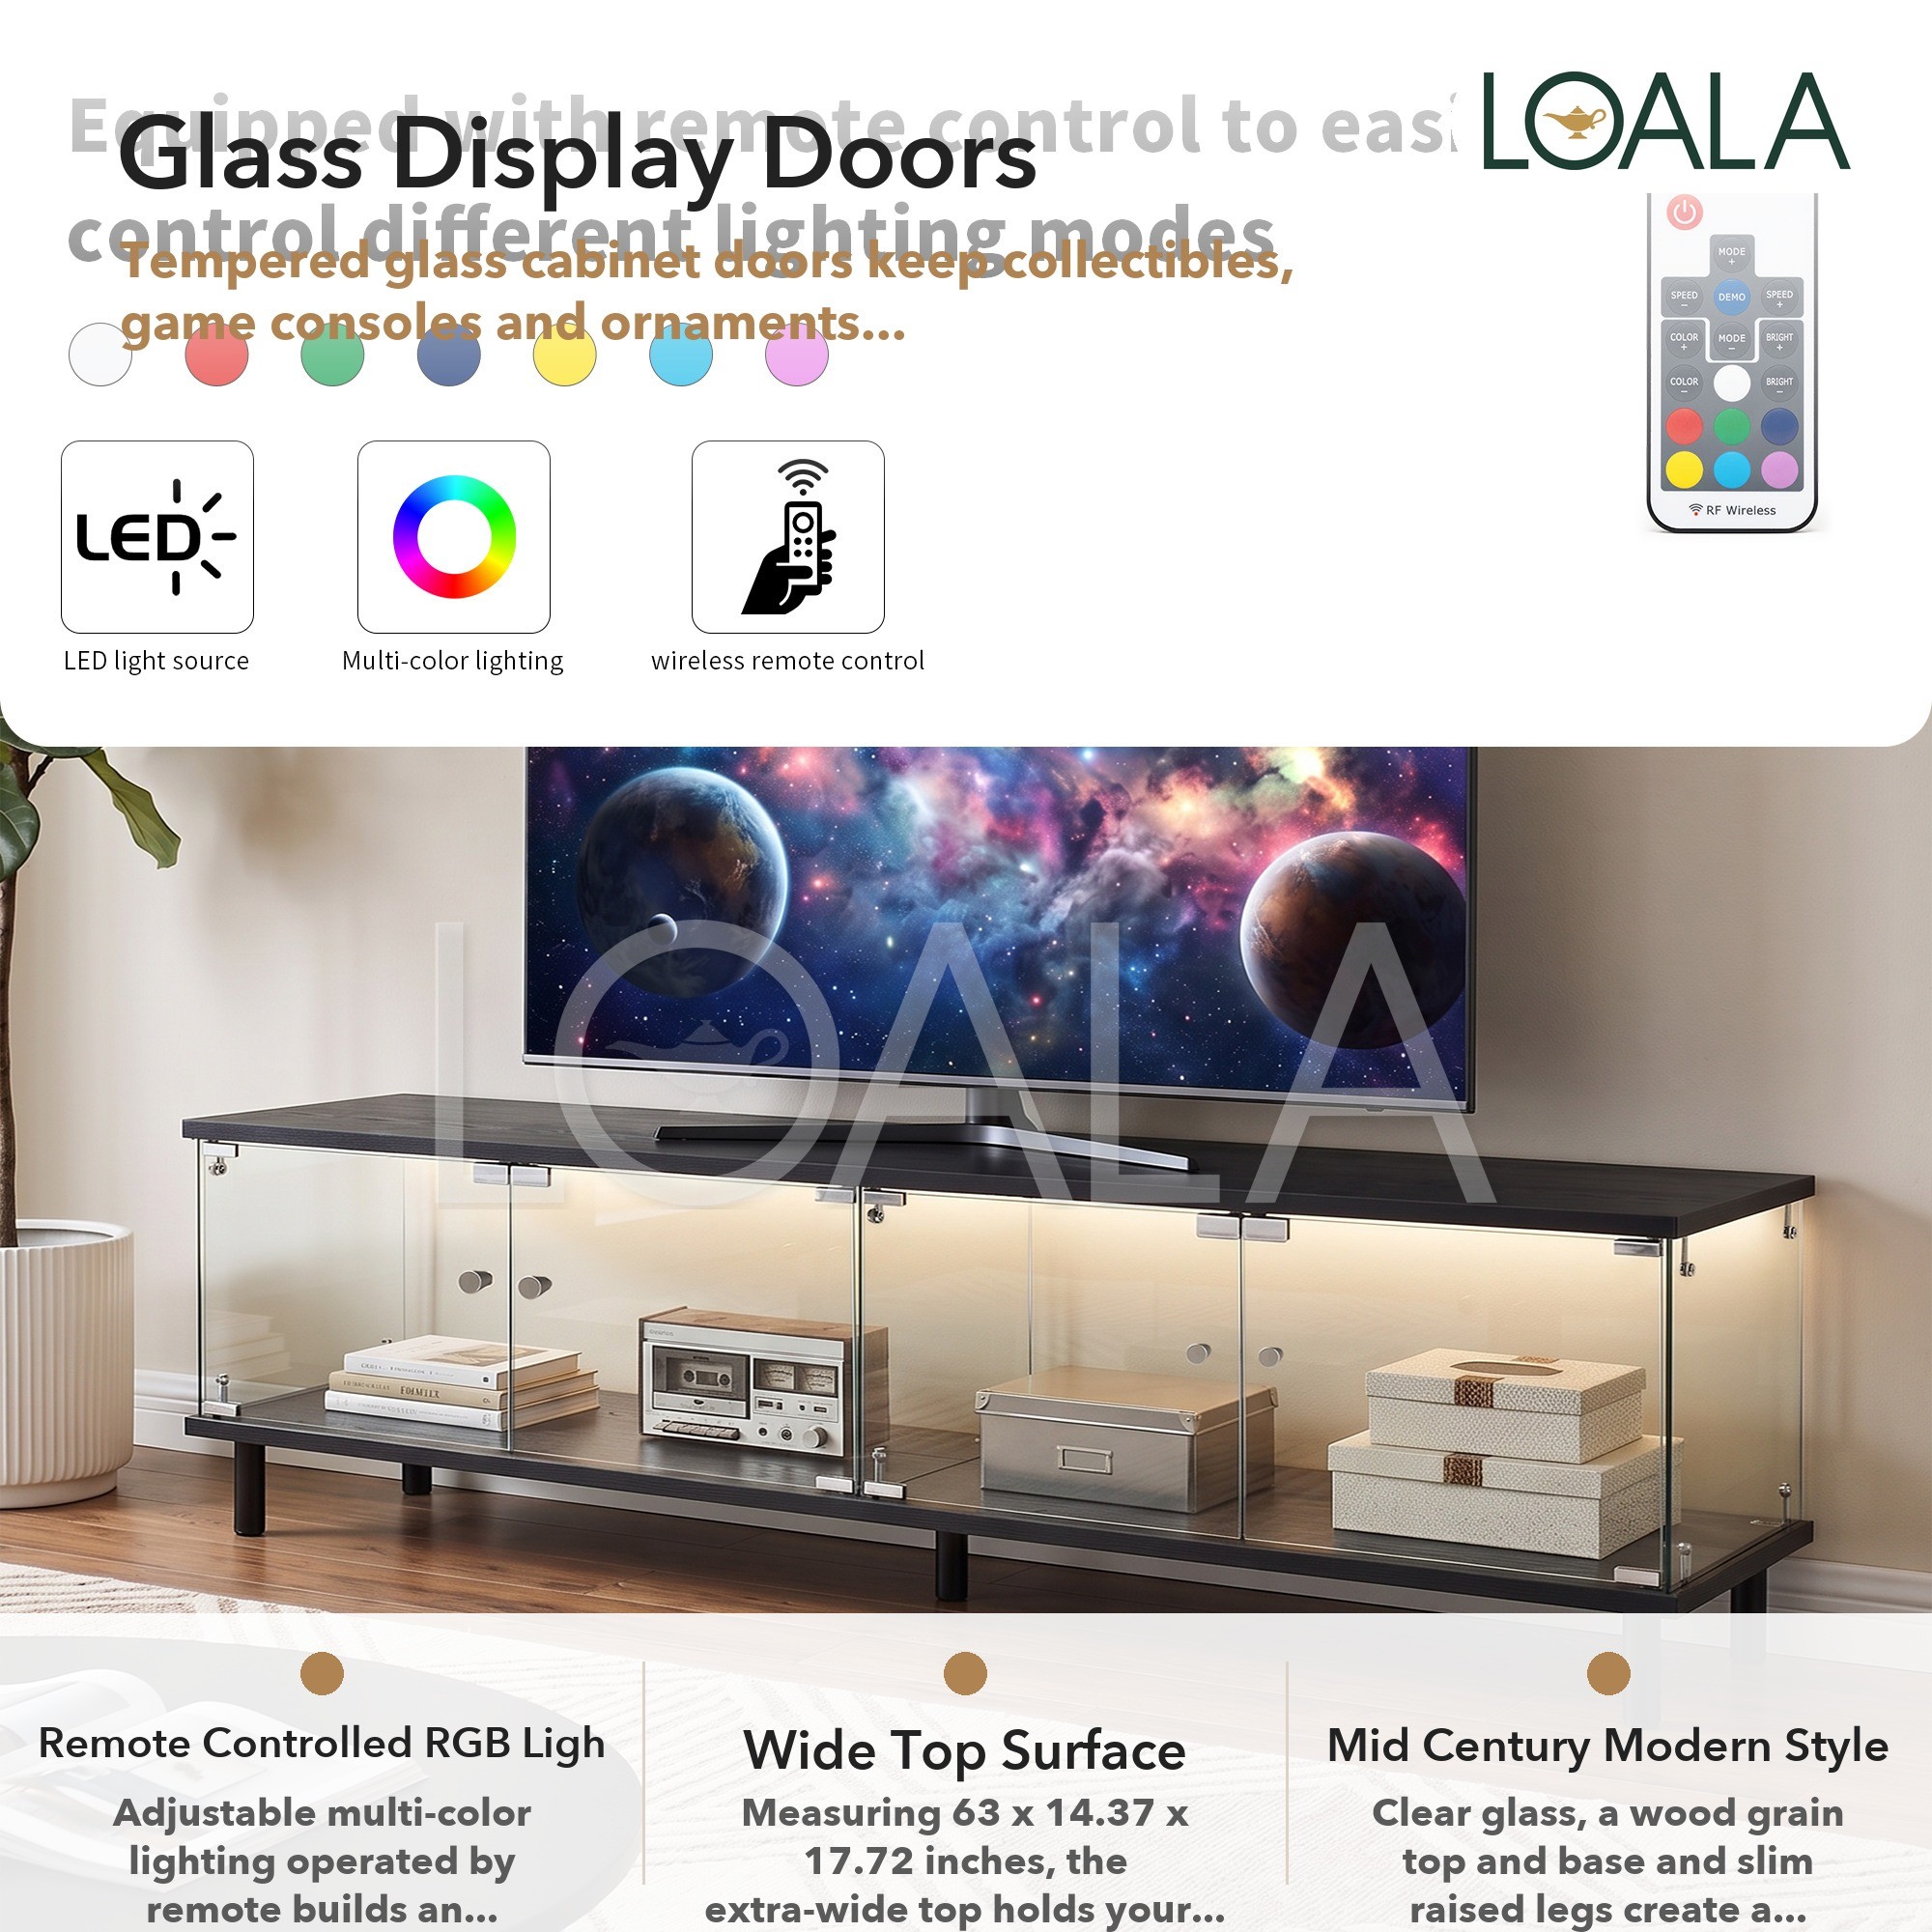 Equipped with remote control to easi
LOALA
Glass Display Doors
control different lighting modes
Tempered glass cabinet doors keep collectibles,
game consoles and ornaments...
MODE
+
SPEED
−
DEMO
SPEED
+
COLOR
+
MODE
−
BRIGHT
+
COLOR
−
BRIGHT
−
RF Wireless
LED
LED light source
Multi-color lighting
wireless remote control
LOALA
Remote Controlled RGB Ligh
Adjustable multi-color
lighting operated by
remote builds an...
Wide Top Surface
Measuring 63 x 14.37 x
17.72 inches, the
extra-wide top holds your...
Mid Century Modern Style
Clear glass, a wood grain
top and base and slim
raised legs create a...